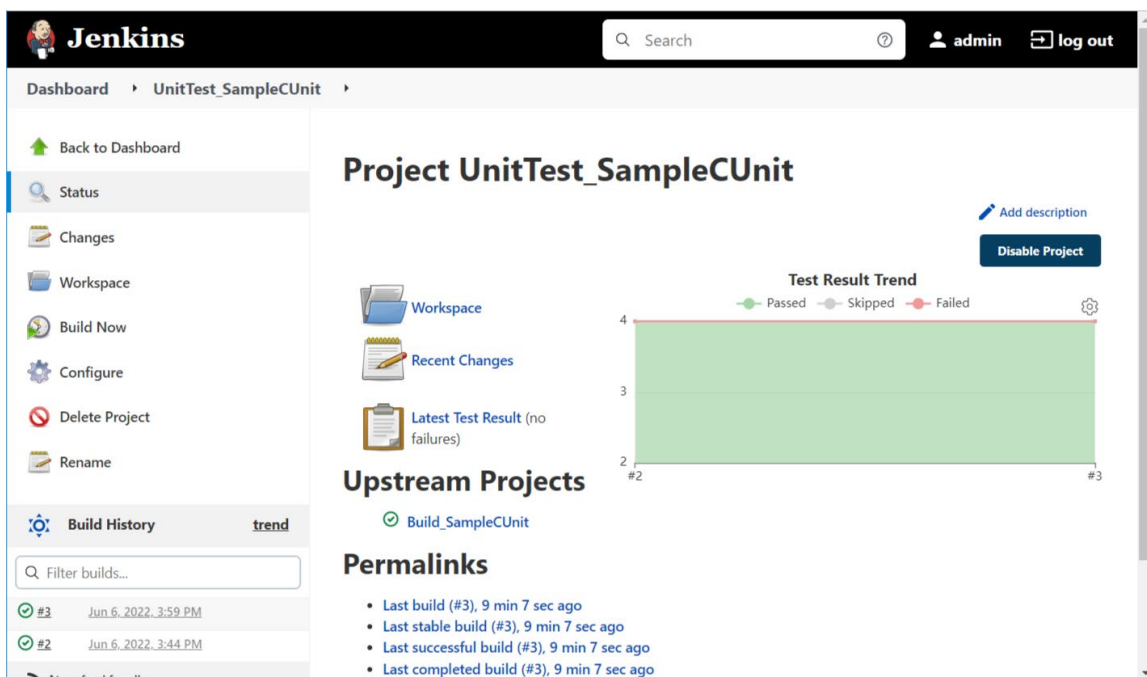 Jenkins
Search
admin
log out
Dashboard
UnitTest_SampleCUnit
Back to Dashboard
Status
Changes
Workspace
Build Now
Configure
Delete Project
Rename
Build History
trend
Filter builds...
#3 Jun 6, 2022, 3:59 PM
#2 Jun 6, 2022, 3:44 PM
Project UnitTest_SampleCUnit
Add description
Disable Project
Workspace
Recent Changes
Latest Test Result (no
failures)
Test Result Trend
Passed Skipped Failed
4
3
2
#2 #3
Upstream Projects
Build_SampleCUnit
Permalinks
Last build (#3), 9 min 7 sec ago
Last stable build (#3), 9 min 7 sec ago
Last successful build (#3), 9 min 7 sec ago
Last completed build (#3), 9 min 7 sec ago